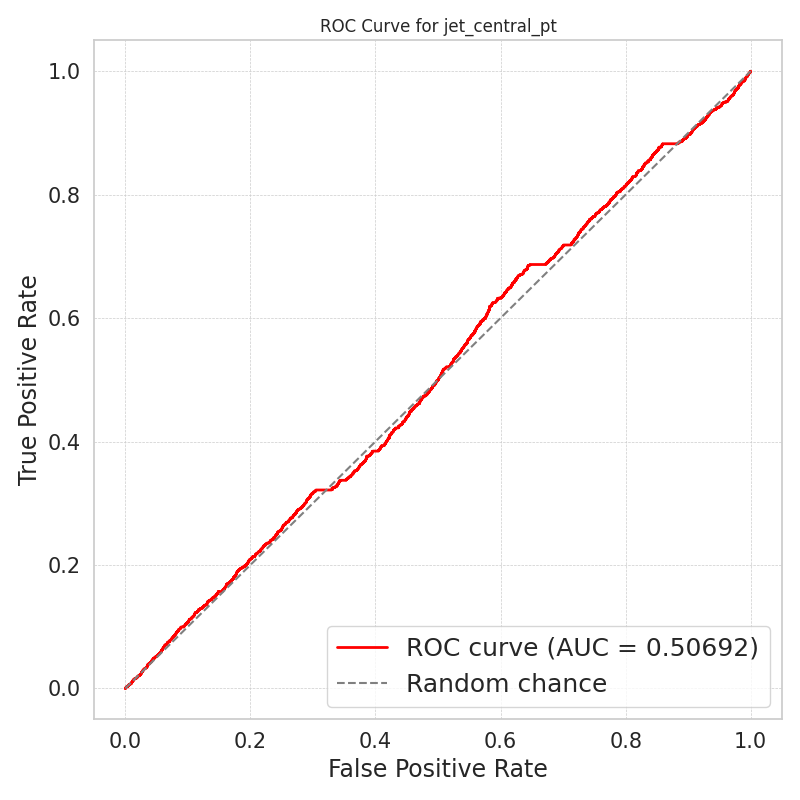 ROC Curve for jet_central_pt
True Positive Rate
1.0
0.8
0.6
0.4
0.2
0.0
ROC curve (AUC = 0.50692)
Random chance
0.0 0.2 0.4 0.6 0.8 1.0
False Positive Rate